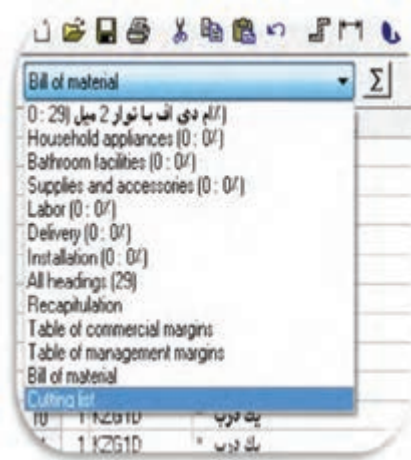 Bill of material
Σ
ام دی اف با نوار 2 میل (29 : 0٪)
Household appliances (0 : 0٪)
Bathroom facilities (0 : 0٪)
Supplies and accessories (0 : 0٪)
Labor (0 : 0٪)
Delivery (0 : 0٪)
Installation (0 : 0٪)
All headings (29)
Recapitulation
Table of commercial margins
Table of management margins
Bill of material
Cutting list
10 1 KZG1D یك درب *
1 KZG1D یك درب *